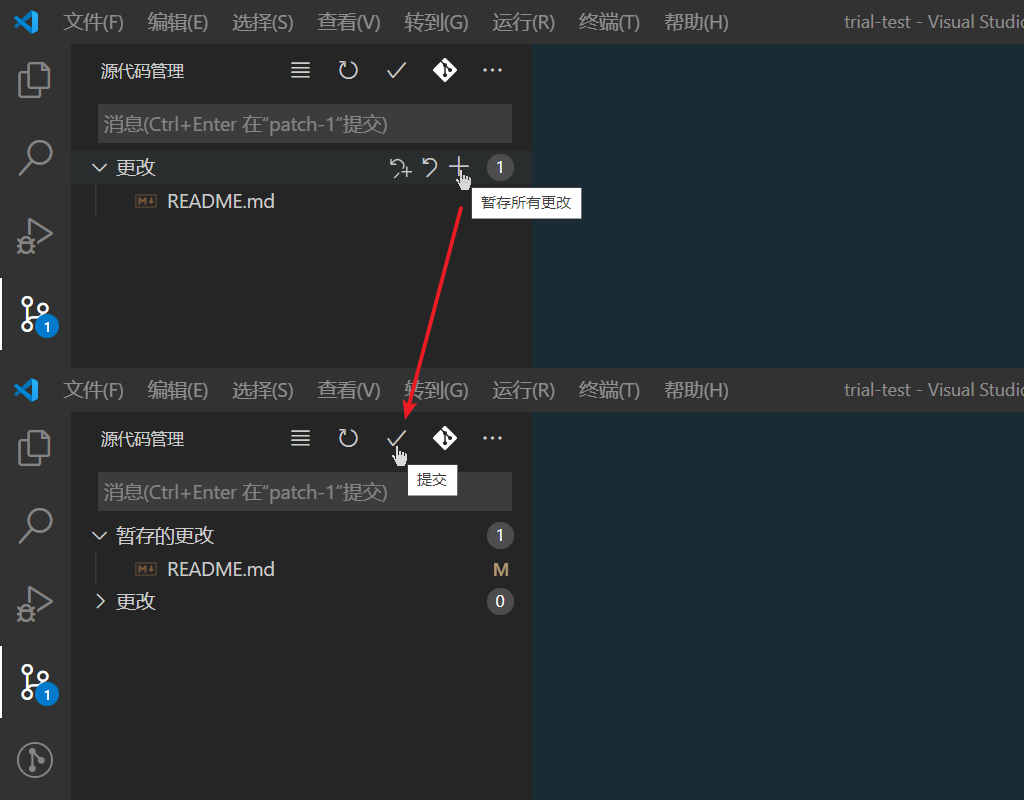 文件(F) 编辑(E) 选择(S) 查看(V) 转到(G) 运行(R) 终端(T) 帮助(H) trial-test - Visual Studio
源代码管理
消息(Ctrl+Enter 在“patch-1”提交)
更改 1
README.md
暂存所有更改
1
文件(F) 编辑(E) 选择(S) 查看(V) 转到(G) 运行(R) 终端(T) 帮助(H) trial-test - Visual Studio
源代码管理
提交
消息(Ctrl+Enter 在“patch-1”提交)
暂存的更改 1
README.md M
更改 0
1